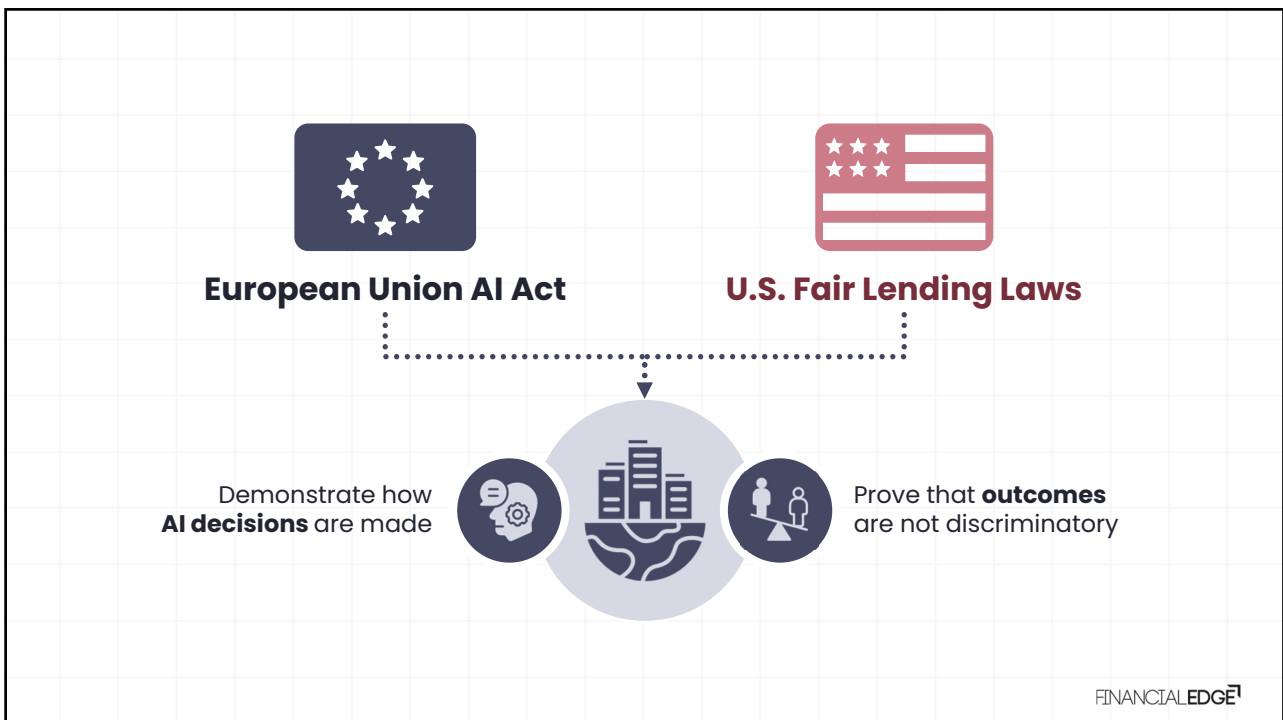 European Union AI Act
U.S. Fair Lending Laws
Demonstrate how
AI decisions are made
Prove that outcomes
are not discriminatory
FINANCIALEDGE